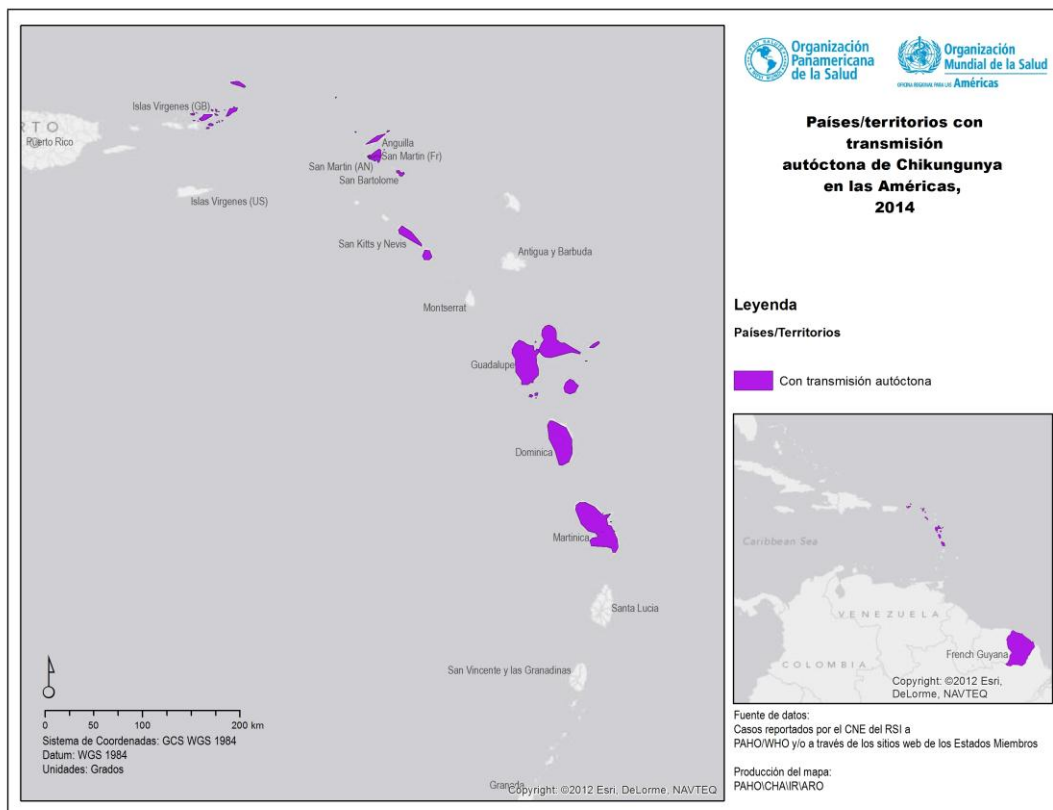 Islas Virgenes (GB)
RTO
Puerto Rico
Anguilla
San Martin (Fr)
San Martin (AN)
San Bartolome
Islas Virgenes (US)
San Kitts y Nevis
Antigua y Barbuda
Montserrat
Guadalupe
Dominica
Martinica
Santa Lucia
San Vincente y las Granadinas
Granada
0 50 100 200 km
Sistema de Coordenadas: GCS WGS 1984
Datum: WGS 1984
Unidades: Grados
Copyright: ©2012 Esri, DeLorme, NAVTEQ
Organización
Panamericana
de la Salud
Organización
Mundial de la Salud
OFICINA REGIONAL PARA LAS Américas
Países/territorios con
transmisión
autóctona de Chikungunya
en las Américas,
2014
Leyenda
Países/Territorios
Con transmisión autóctona
Caribbean Sea
VENEZUELA
COLOMBIA
French Guyana
Copyright: ©2012 Esri,
DeLorme, NAVTEQ
Fuente de datos:
Casos reportados por el CNE del RSI a
PAHO/WHO y/o a través de los sitios web de los Estados Miembros
Producción del mapa:
PAHO\CHA\IR\ARO